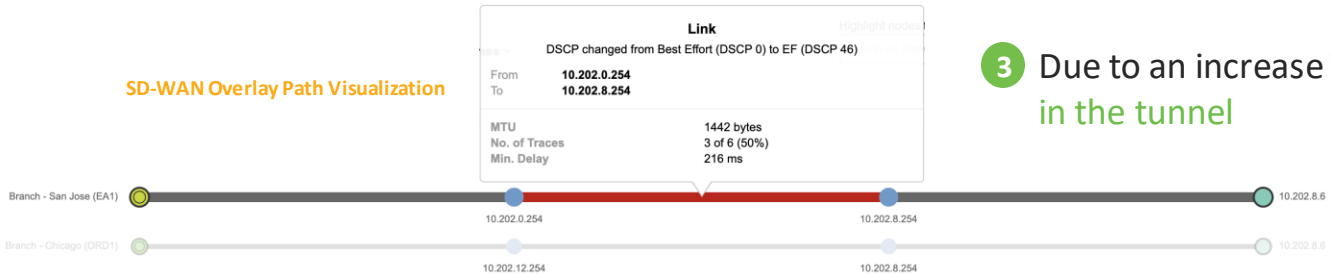 Link
Highlight nodes
DSCP changed from Best Effort (DSCP 0) to EF (DSCP 46)
SD-WAN Overlay Path Visualization
From 10.202.0.254
To 10.202.8.254
MTU 1442 bytes
No. of Traces 3 of 6 (50%)
Min. Delay 216 ms
3 Due to an increase
in the tunnel
Branch - San Jose (EA1)
10.202.8.6
10.202.0.254
10.202.8.254
Branch - Chicago (ORD1)
10.202.8.6
10.202.12.254
10.202.8.254